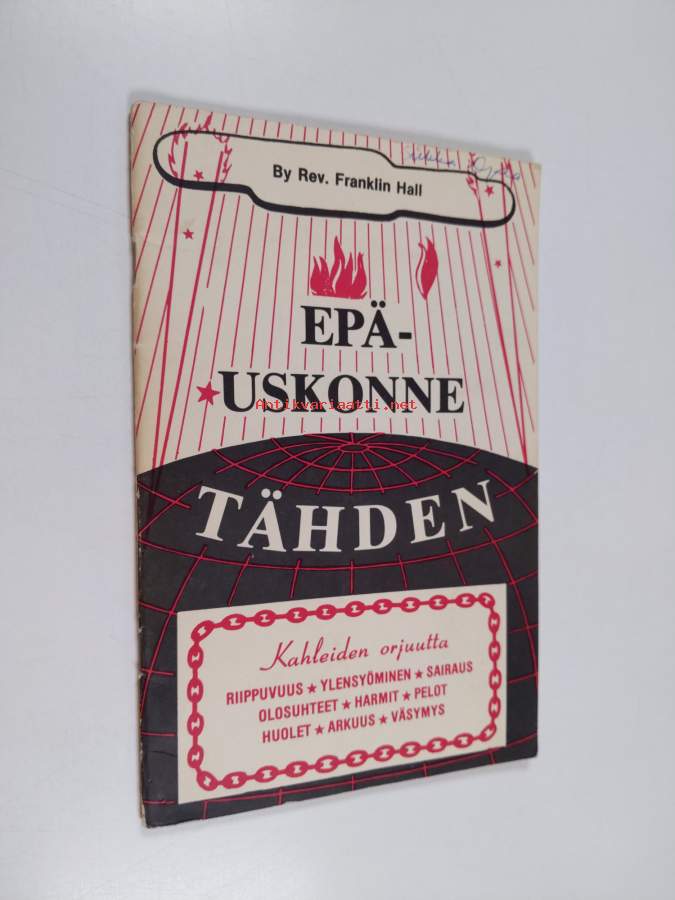 By Rev. Franklin Hall
EPÄ-
USKONNE
Antikvariaatti.net
TÄHDEN
Kahleiden orjuutta
RIIPPUVUUS ★ YLENSYÖMINEN ★ SAIRAUS
OLOSUHTEET ★ HARMIT ★ PELOT
HUOLET ★ ARKUUS ★ VÄSYMYS